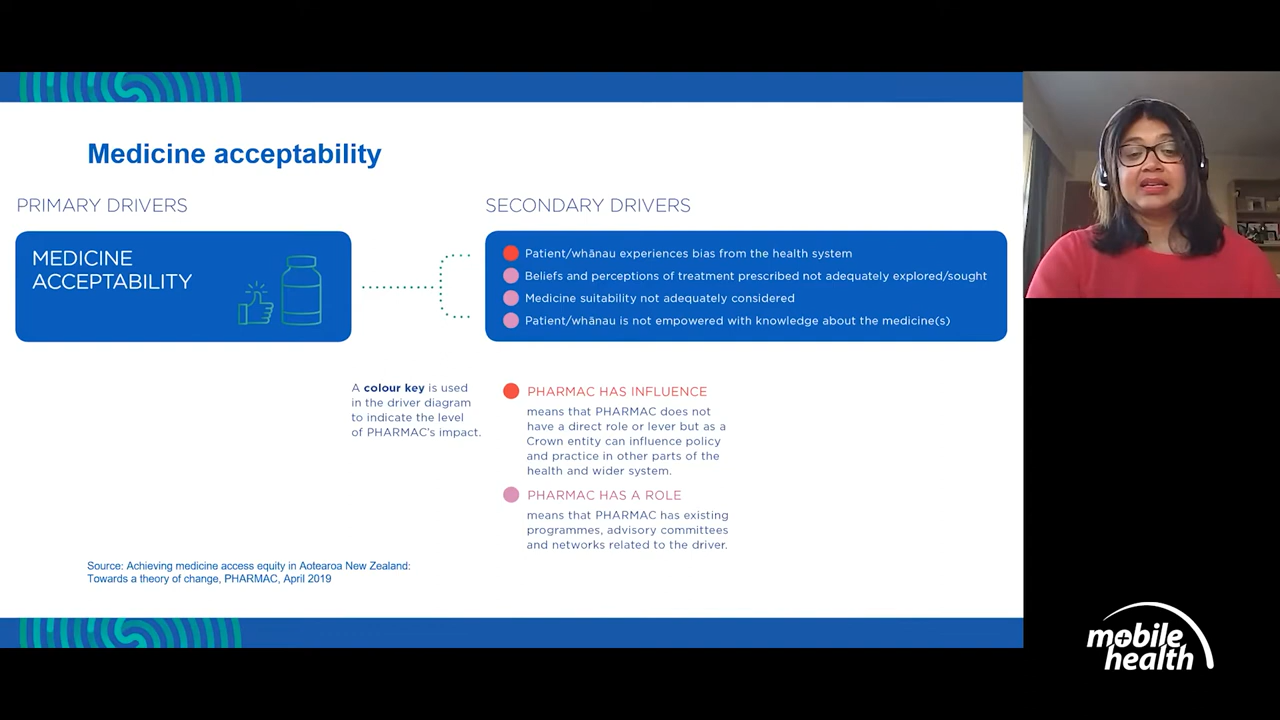 Medicine acceptability
PRIMARY DRIVERS
MEDICINE
ACCEPTABILITY
SECONDARY DRIVERS
Patient/whānau experiences bias from the health system
Beliefs and perceptions of treatment prescribed not adequately explored/sought
Medicine suitability not adequately considered
Patient/whānau is not empowered with knowledge about the medicine(s)
A colour key is used
in the driver diagram
to indicate the level
of PHARMAC's impact.
PHARMAC HAS INFLUENCE
means that PHARMAC does not
have a direct role or lever but as a
Crown entity can influence policy
and practice in other parts of the
health and wider system.
PHARMAC HAS A ROLE
means that PHARMAC has existing
programmes, advisory committees
and networks related to the driver.
Source: Achieving medicine access equity in Aotearoa New Zealand:
Towards a theory of change, PHARMAC, April 2019
mobile
health